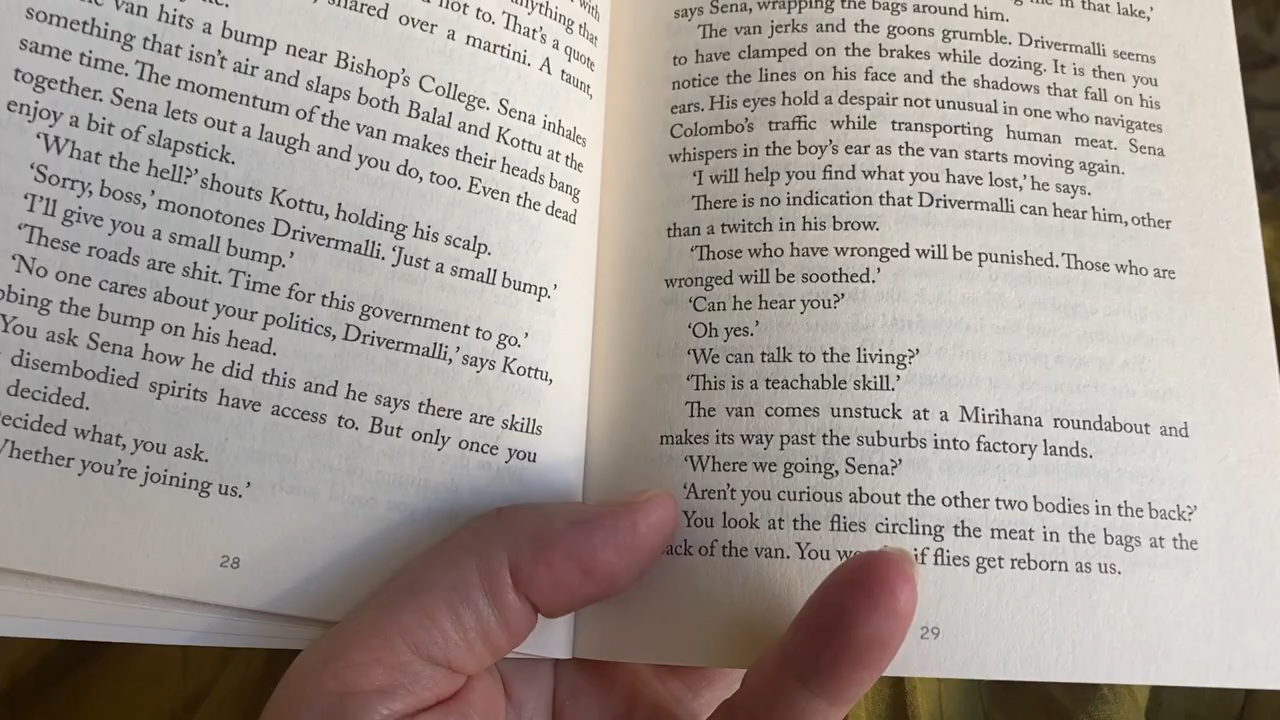 with
anything that
not to. That's a quote
shared over a martini. A taunt,
van hits a bump near Bishop's College. Sena inhales
something that isn't air and slaps both Balal and Kottu at the
same time. The momentum of the van makes their heads bang
together. Sena lets out a laugh and you do, too. Even the dead
enjoy a bit of slapstick.
'What the hell?' shouts Kottu, holding his scalp.
'Sorry, boss,' monotones Drivermalli. 'Just a small bump.'
'I'll give you a small bump.'
'These roads are shit. Time for this government to go.'
'No one cares about your politics, Drivermalli,' says Kottu,
the bump on his head.
You ask Sena how he did this and he says there are skills
disembodied spirits have access to. But only once you
decided.
ecided what, you ask.
Whether you're joining us.'
28
in that lake,'
says Sena, wrapping the bags around him.
The van jerks and the goons grumble. Drivermalli seems
to have clamped on the brakes while dozing. It is then you
notice the lines on his face and the shadows that fall on his
ears. His eyes hold a despair not unusual in one who navigates
Colombo's traffic while transporting human meat. Sena
whispers in the boy's ear as the van starts moving again.
'I will help you find what you have lost,' he says.
There is no indication that Drivermalli can hear him, other
than a twitch in his brow.
'Those who have wronged will be punished. Those who are
wronged will be soothed.'
'Can he hear you?'
'Oh yes.'
'We can talk to the living?'
'This is a teachable skill.'
The van comes unstuck at a Mirihana roundabout and
makes its way past the suburbs into factory lands.
'Where we going, Sena?'
'Aren't you curious about the other two bodies in the back?'
You look at the flies circling the meat in the bags at the
ack of the van. You if flies get reborn as us.
29